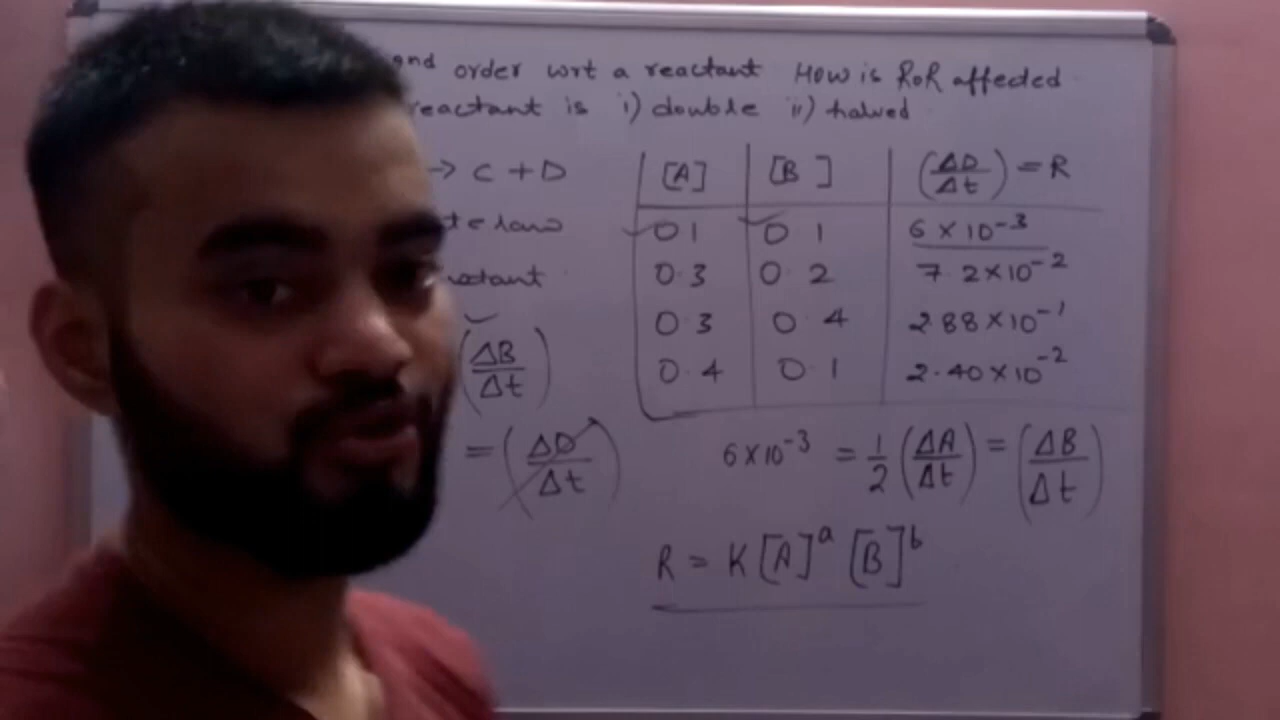 order wrt a reactant How is RoR affected
reactant is i) double ii) halved
→ C + D
law
[A] [B ] (ΔD/Δt) = R
0 1 0 1 6 × 10⁻³
0.3 0 2 7.2×10⁻²
0 3 0 4 2.88×10⁻¹
0 4 0 1 2.40×10⁻²
(ΔB/Δt)
= (ΔD/Δt)
6×10⁻³ = 1/2 (ΔA/Δt) = (ΔB/Δt)
R = K [A]ᵃ [B]ᵇ